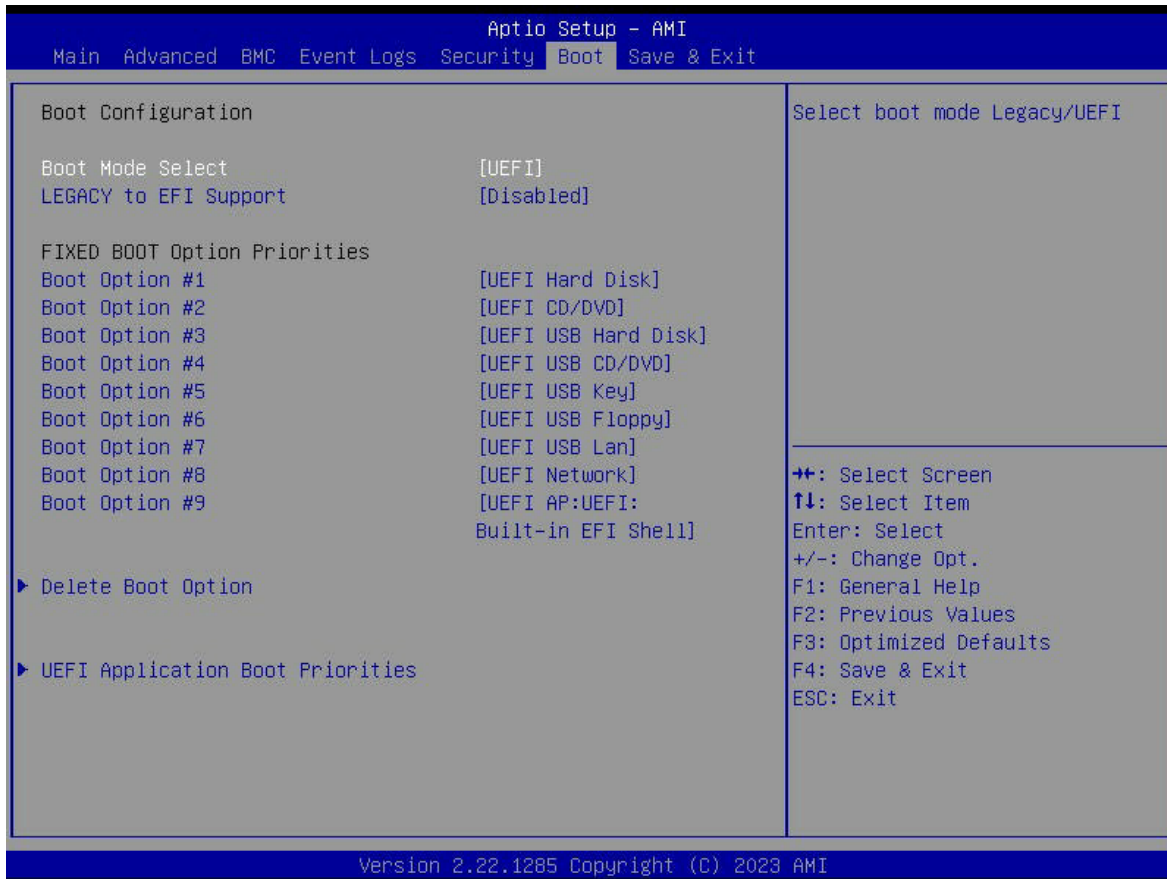 Aptio Setup – AMI
Main Advanced BMC Event Logs Security Boot Save & Exit
Boot Configuration
Boot Mode Select [UEFI]
LEGACY to EFI Support [Disabled]
FIXED BOOT Option Priorities
Boot Option #1 [UEFI Hard Disk]
Boot Option #2 [UEFI CD/DVD]
Boot Option #3 [UEFI USB Hard Disk]
Boot Option #4 [UEFI USB CD/DVD]
Boot Option #5 [UEFI USB Key]
Boot Option #6 [UEFI USB Floppy]
Boot Option #7 [UEFI USB Lan]
Boot Option #8 [UEFI Network]
Boot Option #9 [UEFI AP:UEFI:
Built-in EFI Shell]
Delete Boot Option
UEFI Application Boot Priorities
Select boot mode Legacy/UEFI
→←: Select Screen
↑↓: Select Item
Enter: Select
+/-: Change Opt.
F1: General Help
F2: Previous Values
F3: Optimized Defaults
F4: Save & Exit
ESC: Exit
Version 2.22.1285 Copyright (C) 2023 AMI